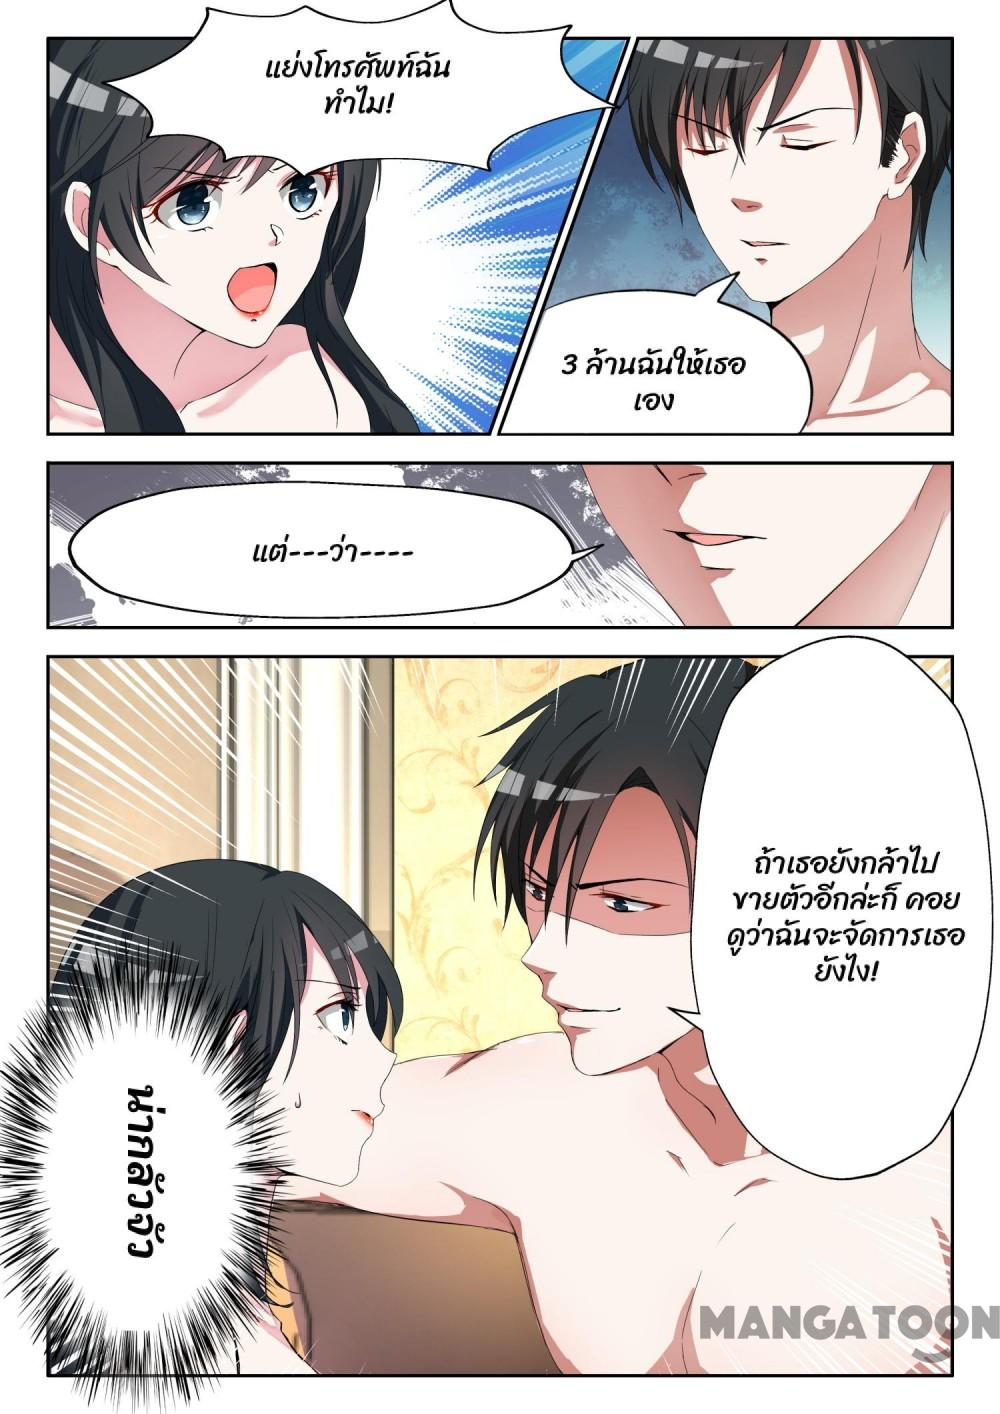 แย่งโทรศัพท์ฉัน
ทำไม!
3 ล้านฉันให้เธอ
เอง
แต่---ว่า----
ถ้าเธอยังกล้าไป
ขายตัวอีกล่ะก็ คอย
ดูว่าฉันจะจัดการเธอ
ยังไง!
น่ากลัวจัง
MANGATOON